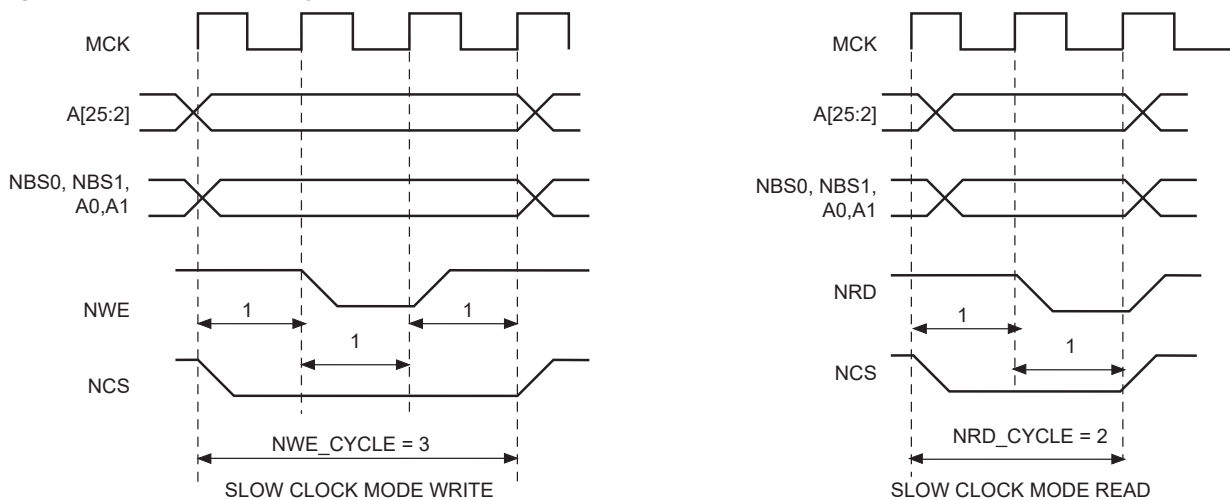 MCK
A[25:2]
NBS0, NBS1,
A0,A1
NWE
1
1
1
NCS
NWE_CYCLE = 3
SLOW CLOCK MODE WRITE
MCK
A[25:2]
NBS0, NBS1,
A0,A1
NRD
1
1
NCS
NRD_CYCLE = 2
SLOW CLOCK MODE READ